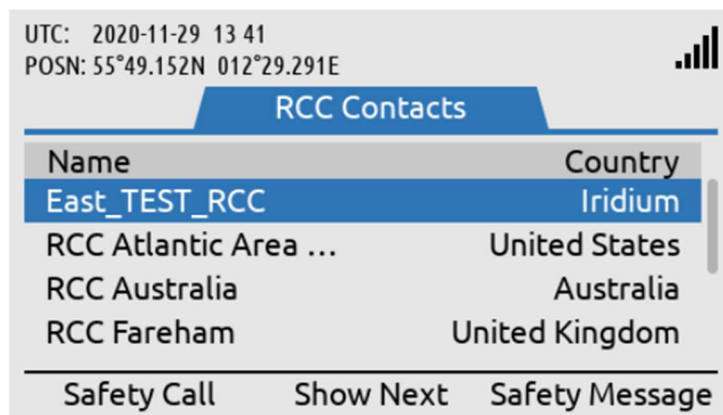 UTC: 2020-11-29 13 41
POSN: 55°49.152N 012°29.291E
RCC Contacts
Name Country
East_TEST_RCC Iridium
RCC Atlantic Area ... United States
RCC Australia Australia
RCC Fareham United Kingdom
Safety Call Show Next Safety Message